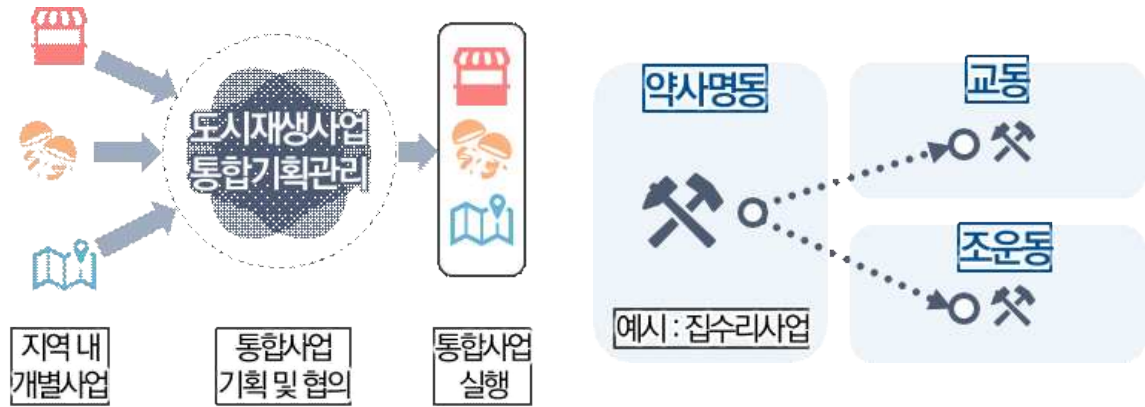 도시재생사업
통합기획관리
지역 내
개별사업
통합사업
기획 및 협의
통합사업
실행
약사명동
예시 : 집수리사업
교동
조운동